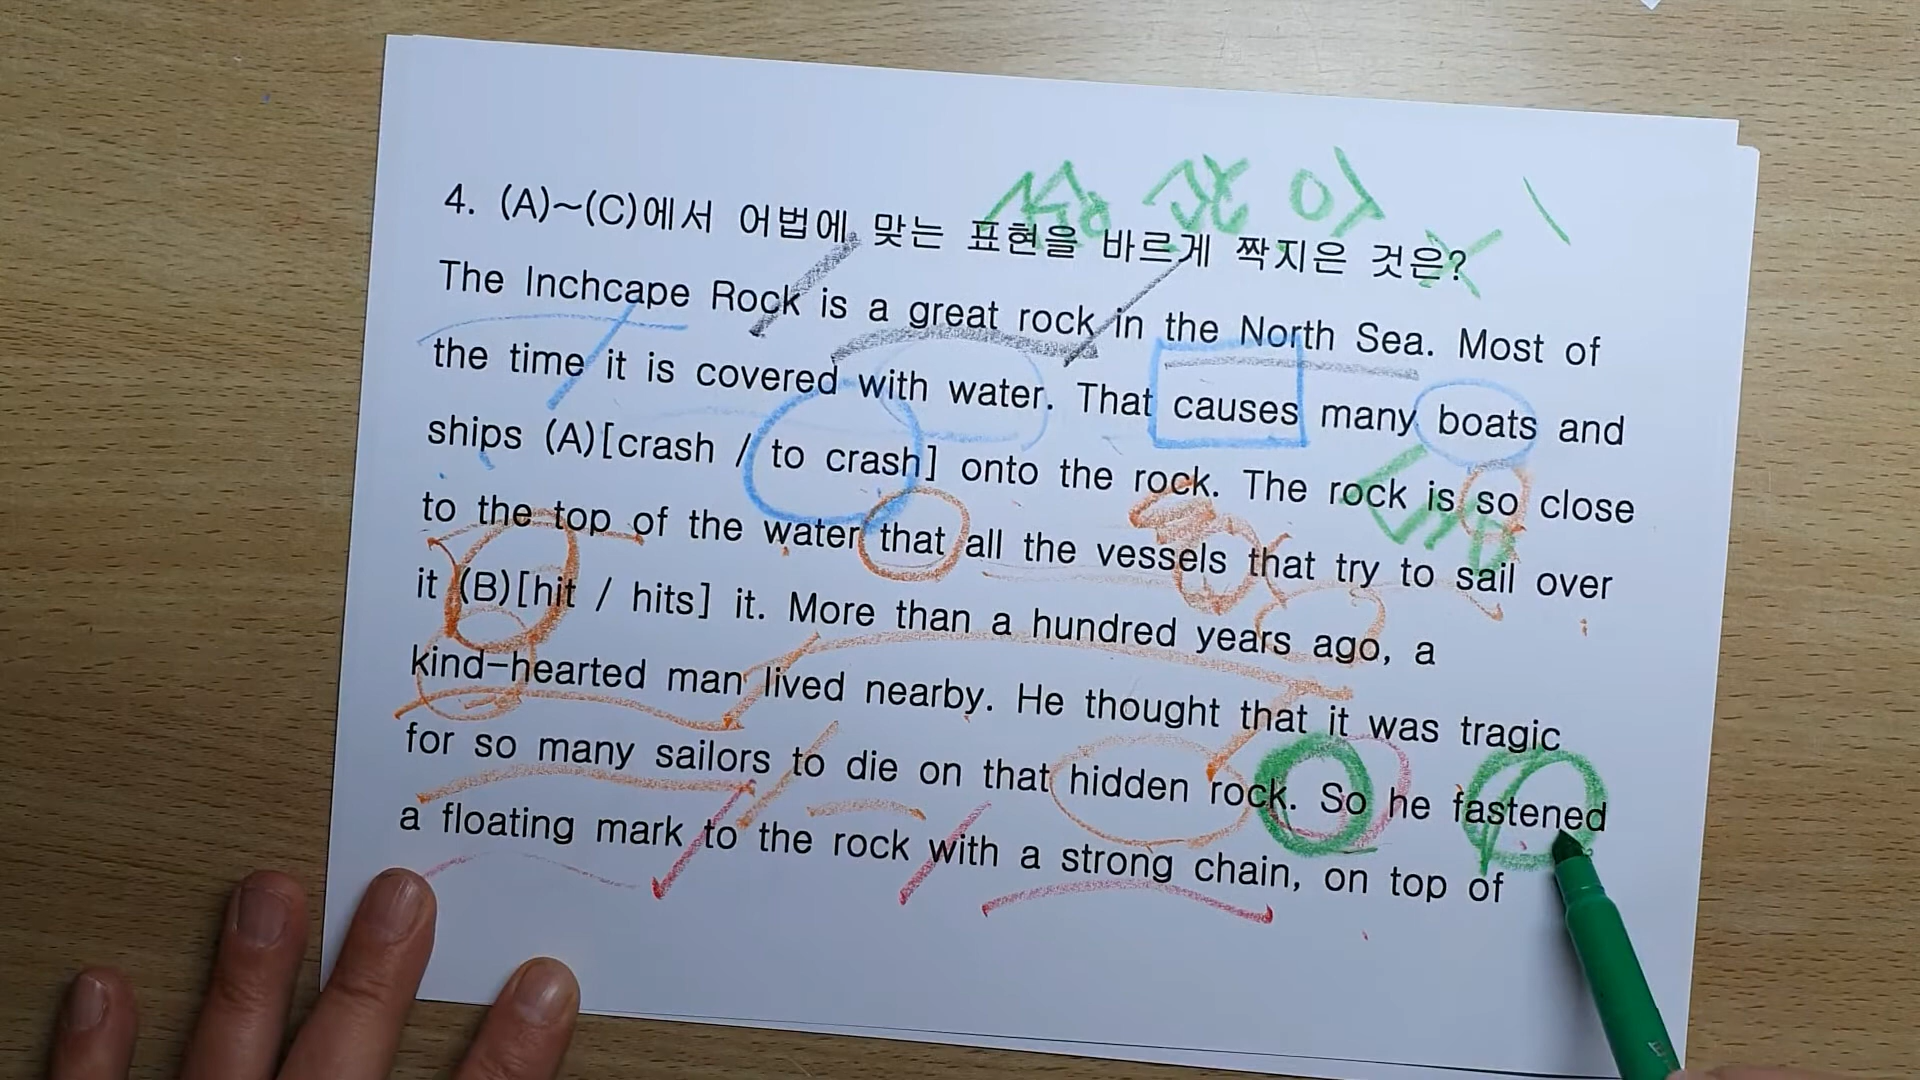 4. (A)~(C)에서 어법에 맞는 표현을 바르게 짝지은 것은?
The Inchcape Rock is a great rock in the North Sea. Most of
the time it is covered with water. That causes many boats and
ships (A)[crash / to crash] onto the rock. The rock is so close
to the top of the water that all the vessels that try to sail over
it (B)[hit / hits] it. More than a hundred years ago, a
kind-hearted man lived nearby. He thought that it was tragic
for so many sailors to die on that hidden rock. So he fastened
a floating mark to the rock with a strong chain, on top of